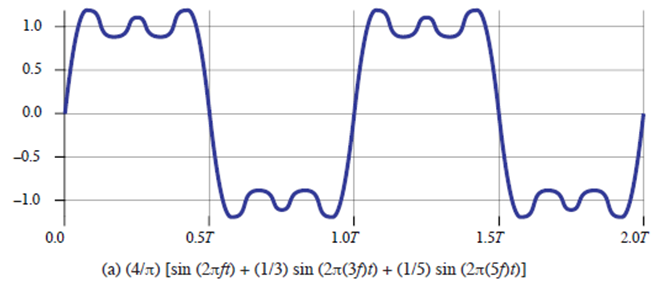 1.0
0.5
0.0
–0.5
–1.0
0.0 0.5T 1.0T 1.5T 2.0T
(a) (4/π) [sin (2πft) + (1/3) sin (2π(3f)t) + (1/5) sin (2π(5f)t)]